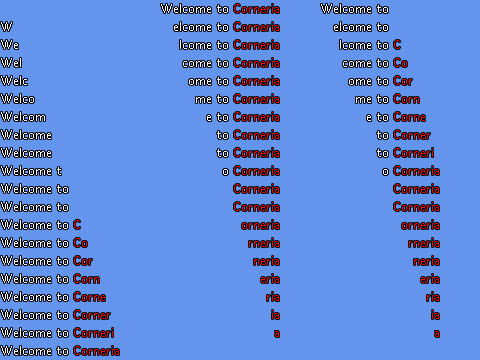 Welcome to Corneria Welcome to
W elcome to Corneria elcome to
We lcome to Corneria lcome to C
Wel come to Corneria come to Co
Welc ome to Corneria ome to Cor
Welco me to Corneria me to Corn
Welcom e to Corneria e to Corne
Welcome to Corneria to Corner
Welcome to Corneria to Corneri
Welcome t o Corneria o Corneria
Welcome to Corneria Corneria
Welcome to Corneria Corneria
Welcome to C orneria orneria
Welcome to Co rneria rneria
Welcome to Cor neria neria
Welcome to Corn eria eria
Welcome to Corne ria ria
Welcome to Corner ia ia
Welcome to Corneri a a
Welcome to Corneria